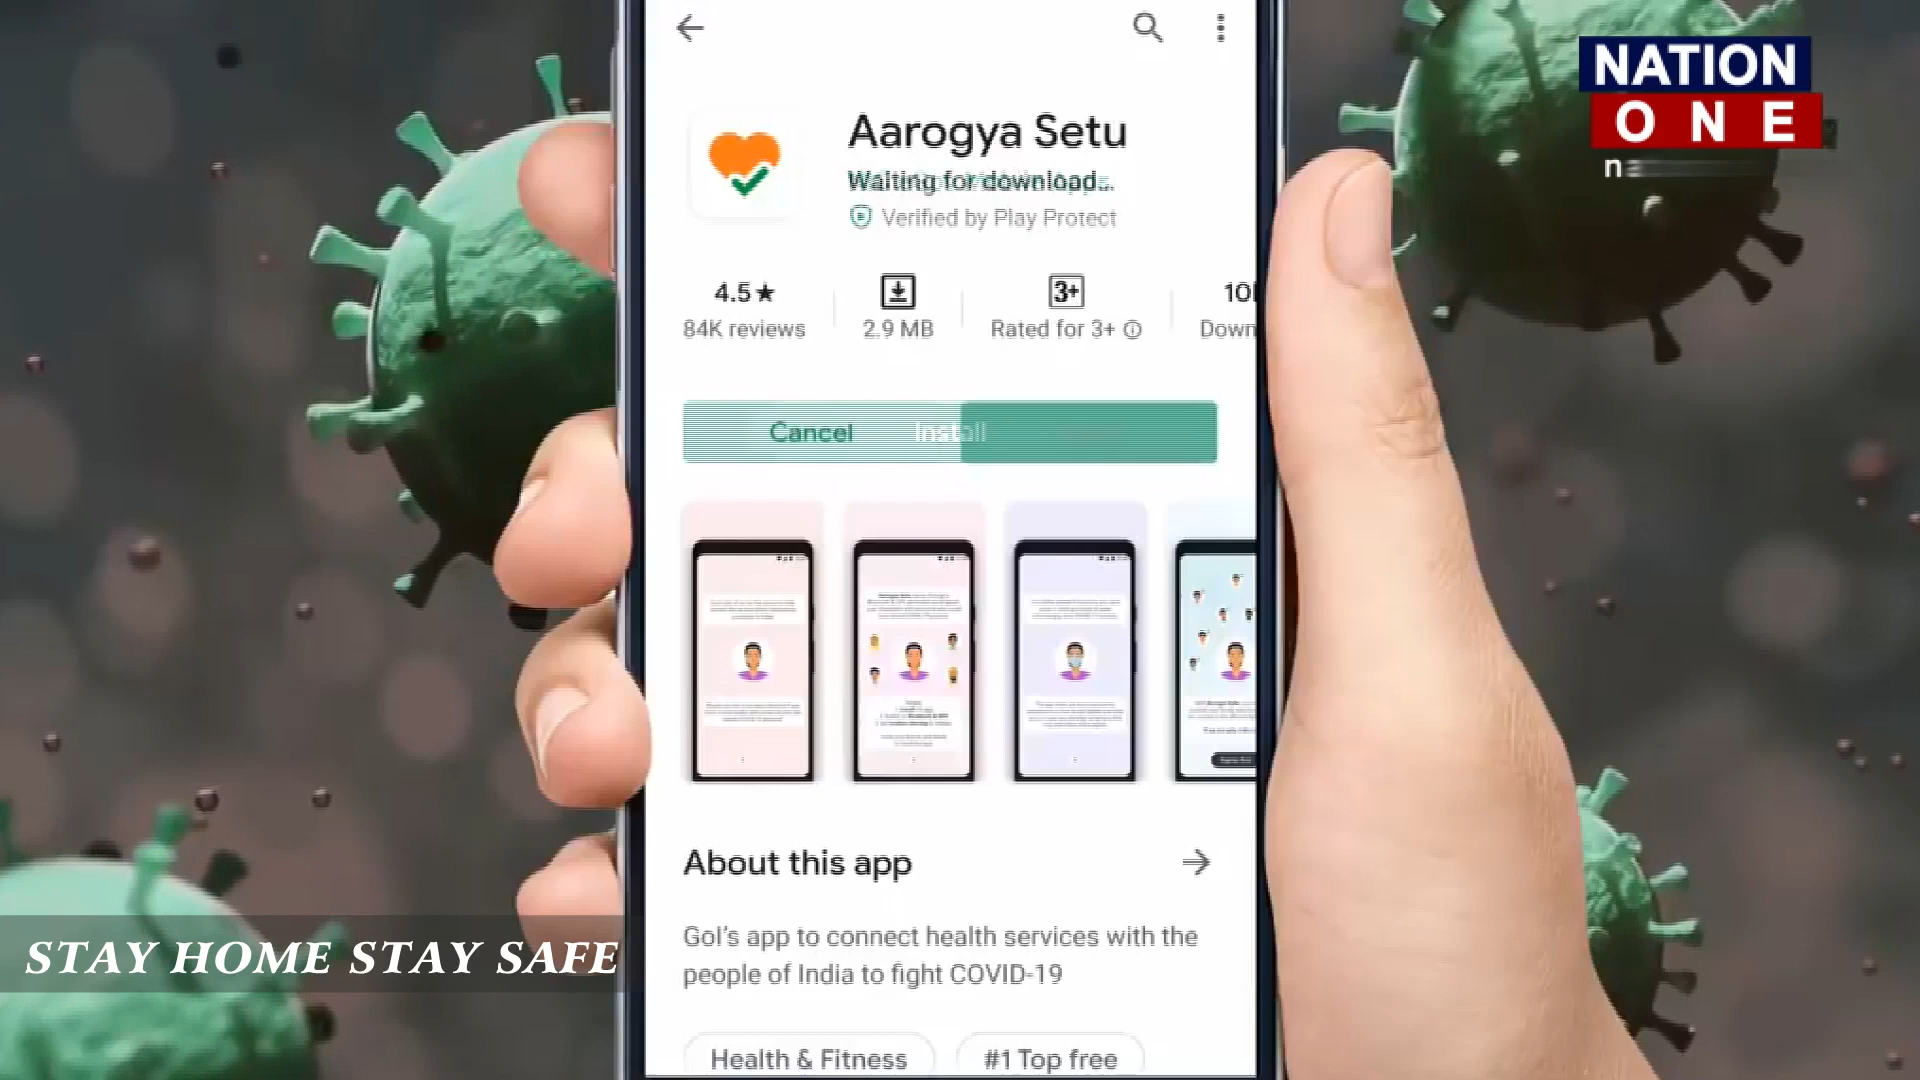 NATION
ONE
Aarogya Setu
Waiting for download...
Verified by Play Protect
4.5★
84K reviews
2.9 MB
3+
Rated for 3+
Down
Cancel
Install
About this app
GoI's app to connect health services with the
people of India to fight COVID-19
Health & Fitness
#1 Top free
STAY HOME STAY SAFE